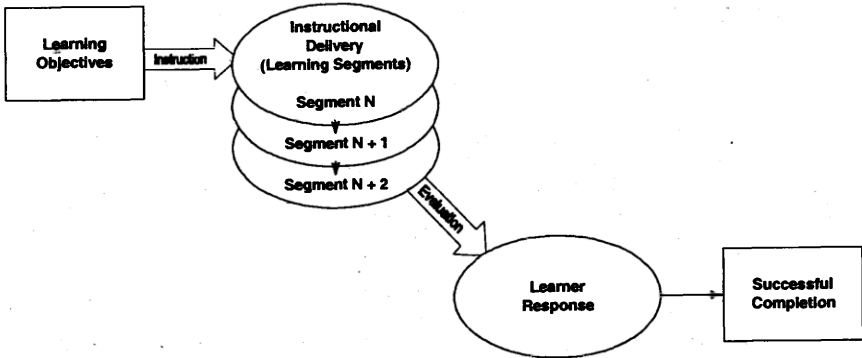 Learning
Objectives
Instruction
Instructional
Delivery
(Learning Segments)
Segment N
Segment N + 1
Segment N + 2
Evaluation
Learner
Response
Successful
Completion